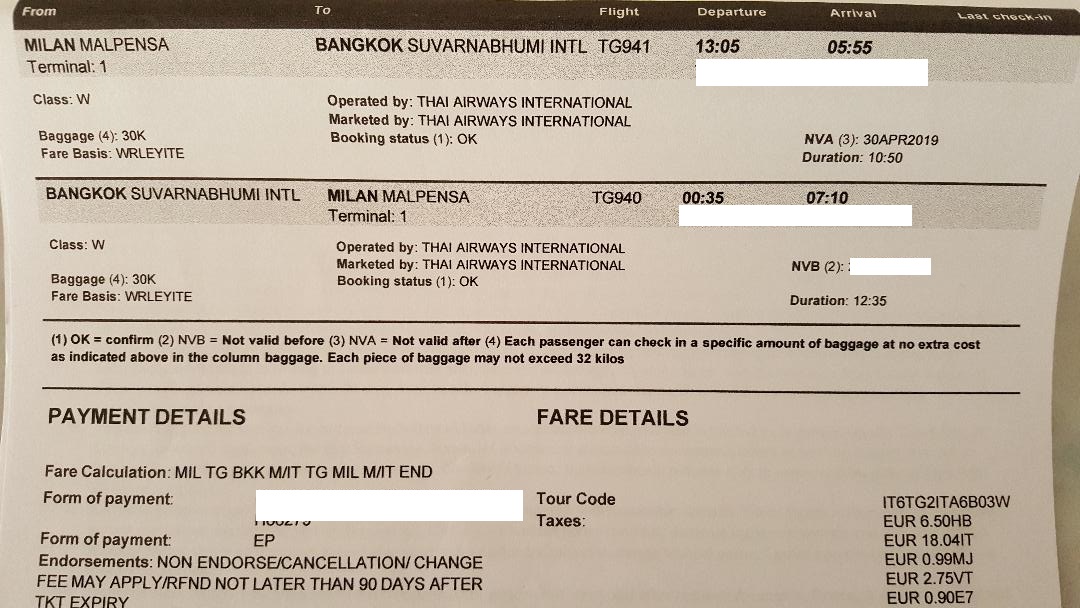 From To Flight Departure Arrival Last check-in
MILAN MALPENSA BANGKOK SUVARNABHUMI INTL TG941 13:05 05:55
Terminal: 1
Class: W Operated by: THAI AIRWAYS INTERNATIONAL
Marketed by: THAI AIRWAYS INTERNATIONAL
Baggage (4): 30K Booking status (1): OK NVA (3): 30APR2019
Fare Basis: WRLEYITE Duration: 10:50
BANGKOK SUVARNABHUMI INTL MILAN MALPENSA TG940 00:35 07:10
Terminal: 1
Class: W Operated by: THAI AIRWAYS INTERNATIONAL
Marketed by: THAI AIRWAYS INTERNATIONAL NVB (2):
Baggage (4): 30K Booking status (1): OK
Fare Basis: WRLEYITE Duration: 12:35
(1) OK = confirm (2) NVB = Not valid before (3) NVA = Not valid after (4) Each passenger can check in a specific amount of baggage at no extra cost
as indicated above in the column baggage. Each piece of baggage may not exceed 32 kilos
PAYMENT DETAILS FARE DETAILS
Fare Calculation: MIL TG BKK M/IT TG MIL M/IT END
Form of payment: Tour Code IT6TG2ITA6B03W
Taxes: EUR 6.50HB
Form of payment: EP EUR 18.04IT
Endorsements: NON ENDORSE/CANCELLATION/ CHANGE EUR 0.99MJ
FEE MAY APPLY/RFND NOT LATER THAN 90 DAYS AFTER EUR 2.75VT
TKT EXPIRY EUR 0.90E7